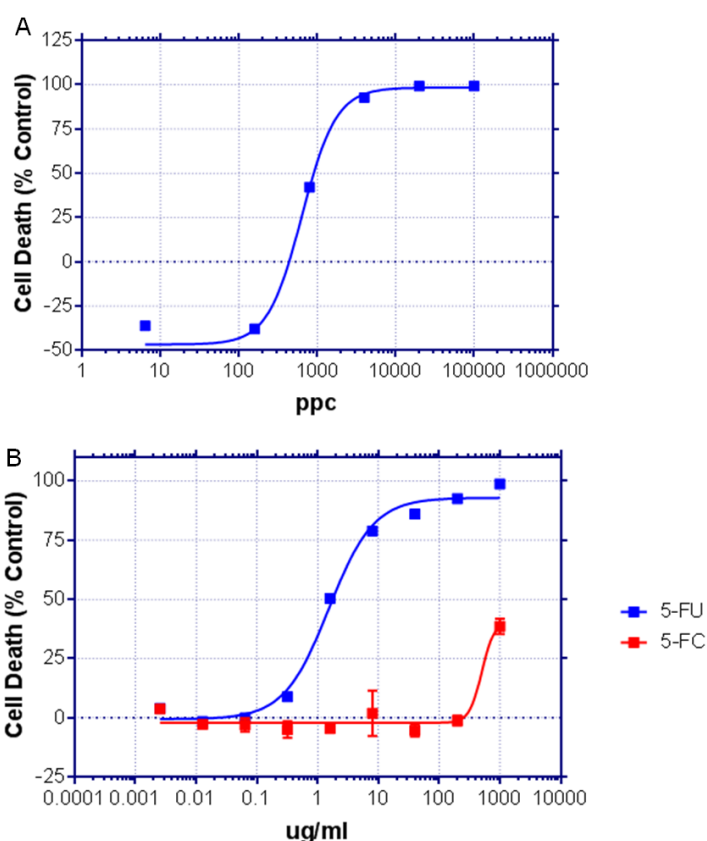 A
125
100
75
50
25
0
-25
-50
Cell Death (% Control)
1 10 100 1000 10000 100000 1000000
ppc
B
100
75
50
25
0
-25
Cell Death (% Control)
0.0001 0.001 0.01 0.1 1 10 100 1000 10000
ug/ml
5-FU
5-FC